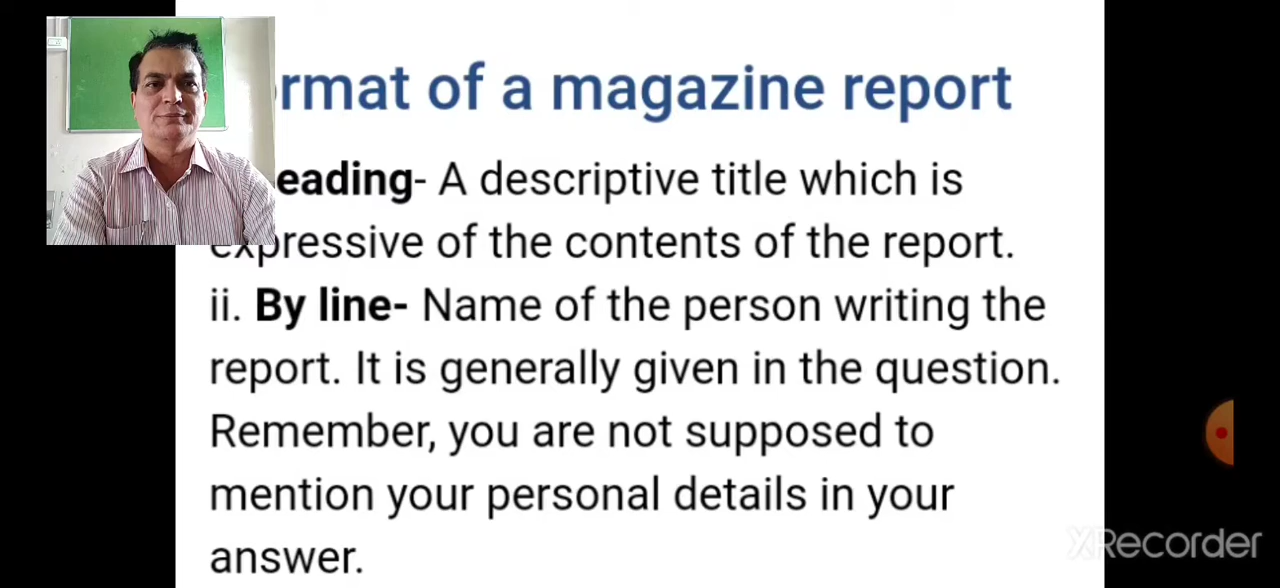 rmat of a magazine report
eading- A descriptive title which is
expressive of the contents of the report.
ii. By line- Name of the person writing the
report. It is generally given in the question.
Remember, you are not supposed to
mention your personal details in your
answer.
XRecorder